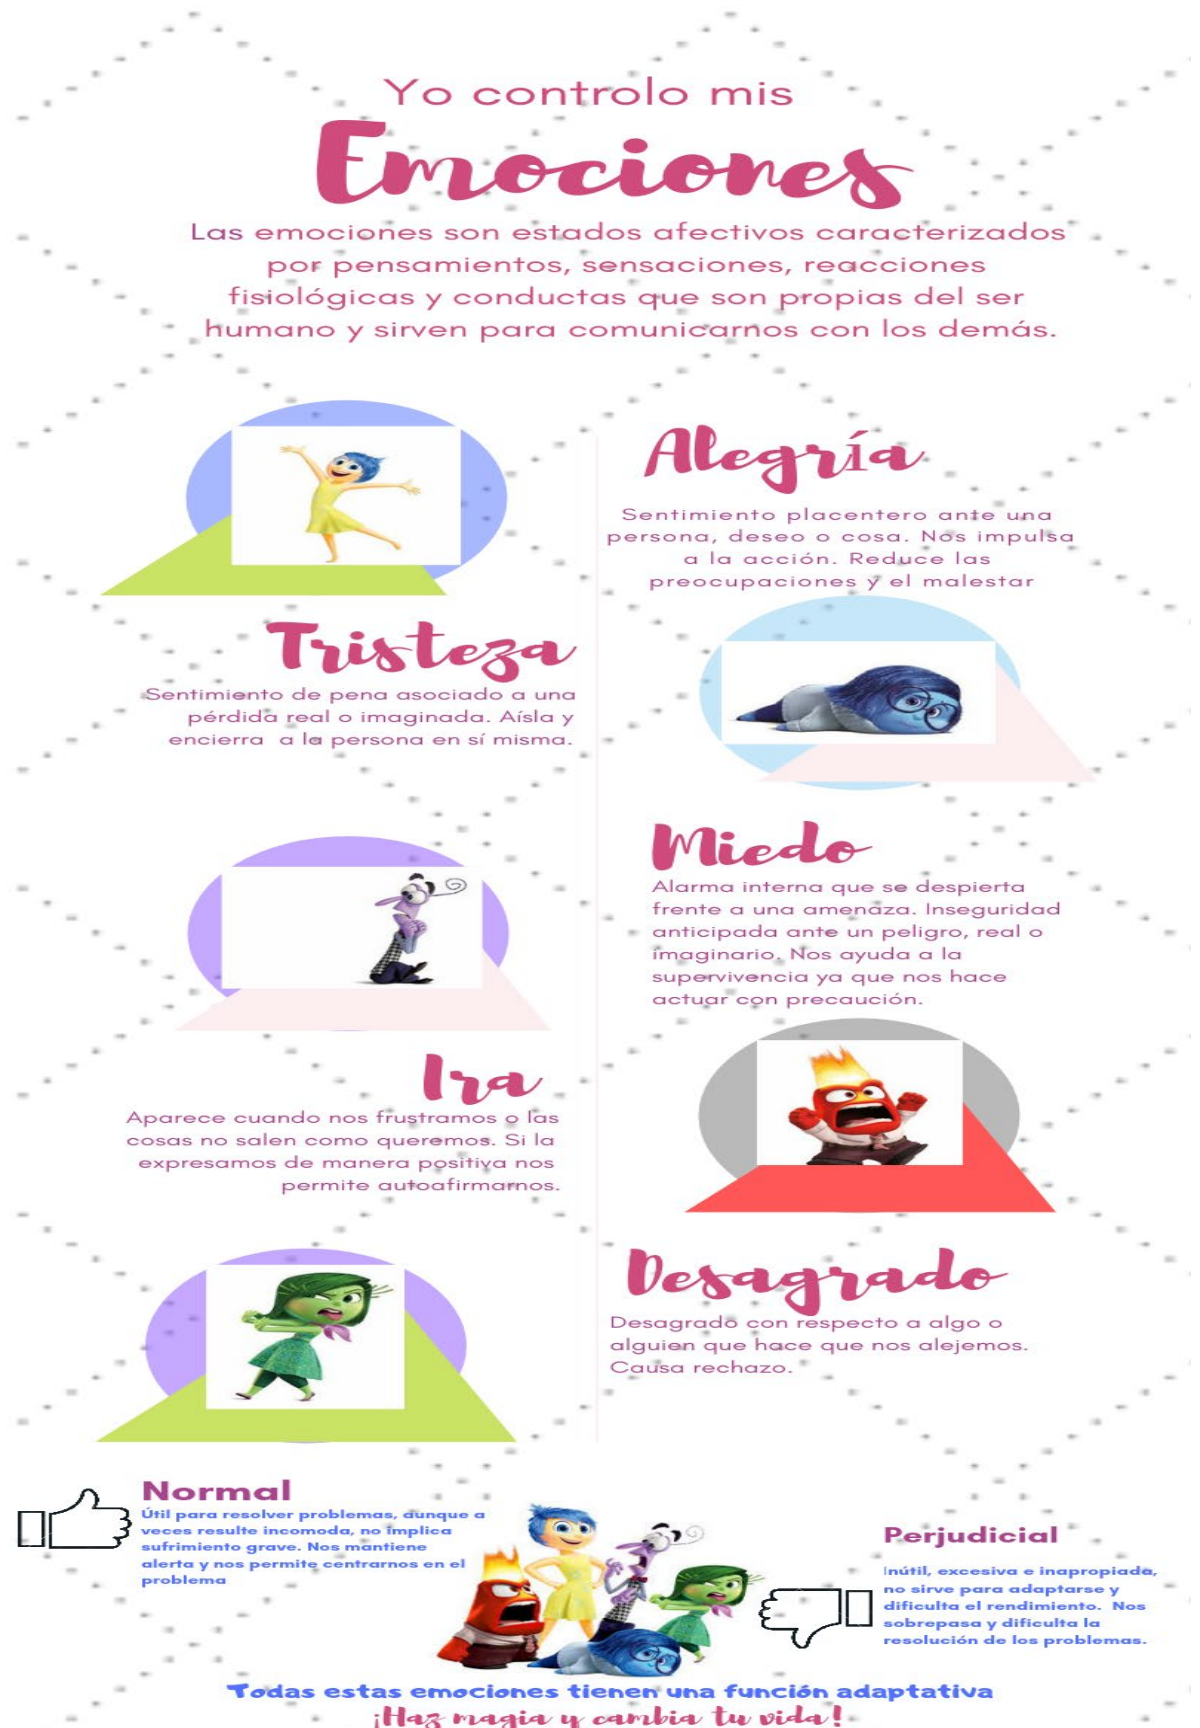 Yo controlo mis
Emociones
Las emociones son estados afectivos caracterizados
por pensamientos, sensaciones, reacciones
fisiológicas y conductas que son propias del ser
humano y sirven para comunicarnos con los demás.
Alegría
Sentimiento placentero ante una
persona, deseo o cosa. Nos impulsa
a la acción. Reduce las
preocupaciones y el malestar
Tristeza
Sentimiento de pena asociado a una
pérdida real o imaginada. Aísla y
encierra a la persona en sí misma.
Miedo
Alarma interna que se despierta
frente a una amenaza. Inseguridad
anticipada ante un peligro, real o
imaginario. Nos ayuda a la
supervivencia ya que nos hace
actuar con precaución.
Ira
Aparece cuando nos frustramos o las
cosas no salen como queremos. Si la
expresamos de manera positiva nos
permite autoafirmarnos.
Desagrado
Desagrado con respecto a algo o
alguien que hace que nos alejemos.
Causa rechazo.
Normal
Útil para resolver problemas, aunque a
veces resulte incomoda, no implica
sufrimiento grave. Nos mantiene
alerta y nos permite centrarnos en el
problema
Perjudicial
Inútil, excesiva e inapropiada,
no sirve para adaptarse y
dificulta el rendimiento. Nos
sobrepasa y dificulta la
resolución de los problemas.
Todas estas emociones tienen una función adaptativa
¡Haz magia y cambia tu vida!